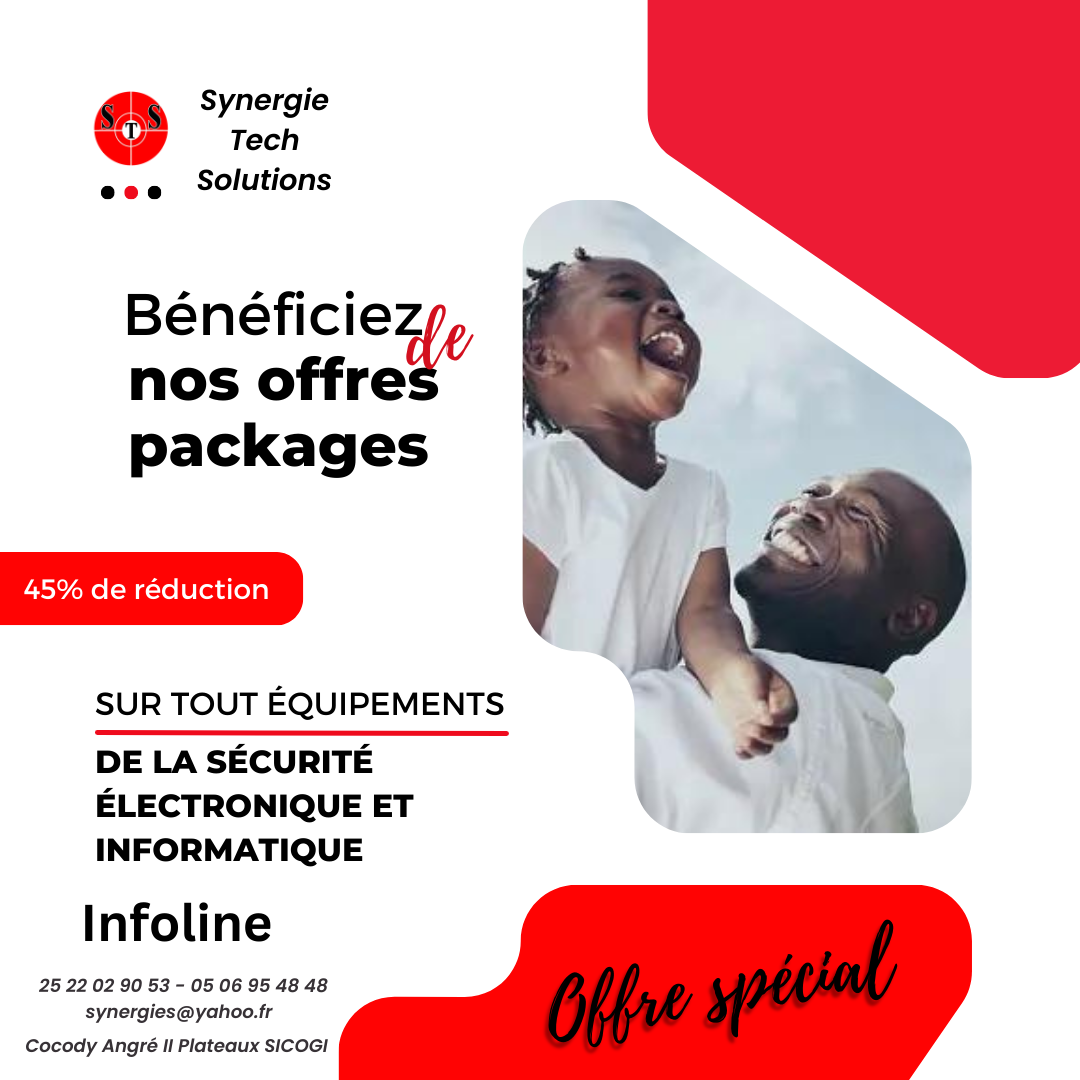 S T S
Synergie
Tech
Solutions
Bénéficiez de
nos offres
packages
45% de réduction
SUR TOUT ÉQUIPEMENTS
DE LA SÉCURITÉ
ÉLECTRONIQUE ET
INFORMATIQUE
Infoline
25 22 02 90 53 - 05 06 95 48 48
synergies@yahoo.fr
Cocody Angré II Plateaux SICOGI
Offre spécial